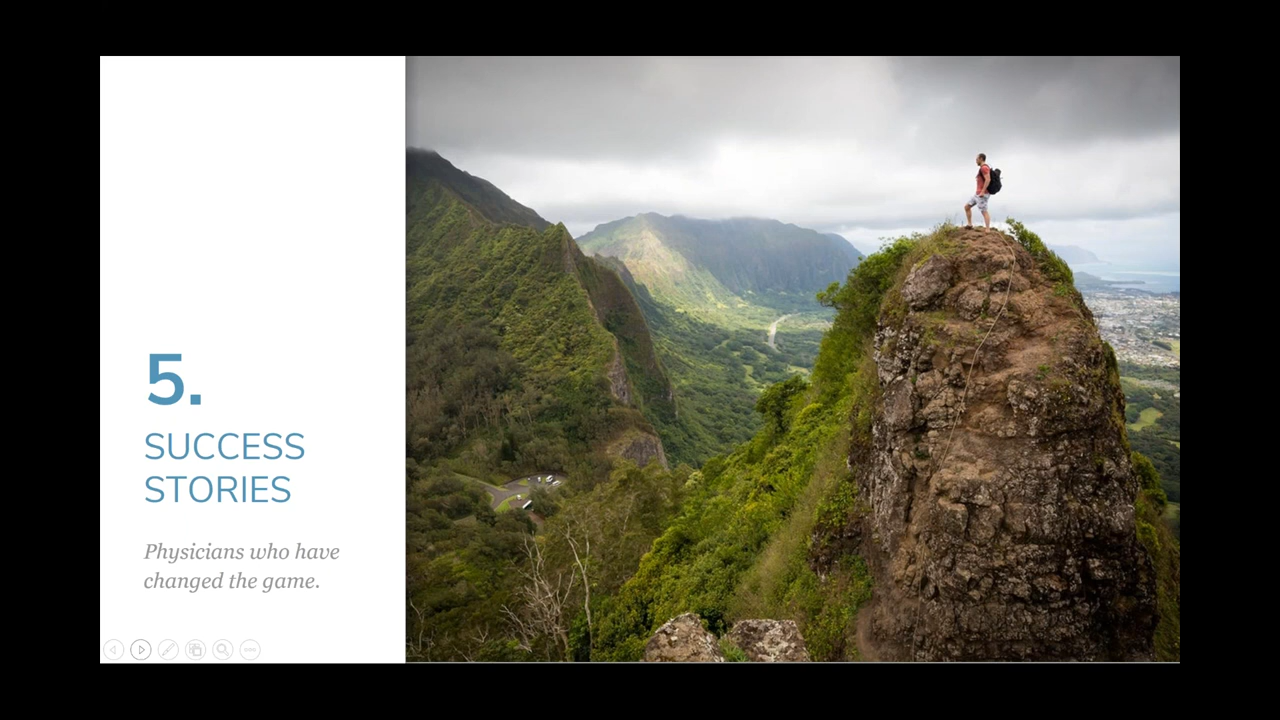 5.
SUCCESS
STORIES
Physicians who have
changed the game.